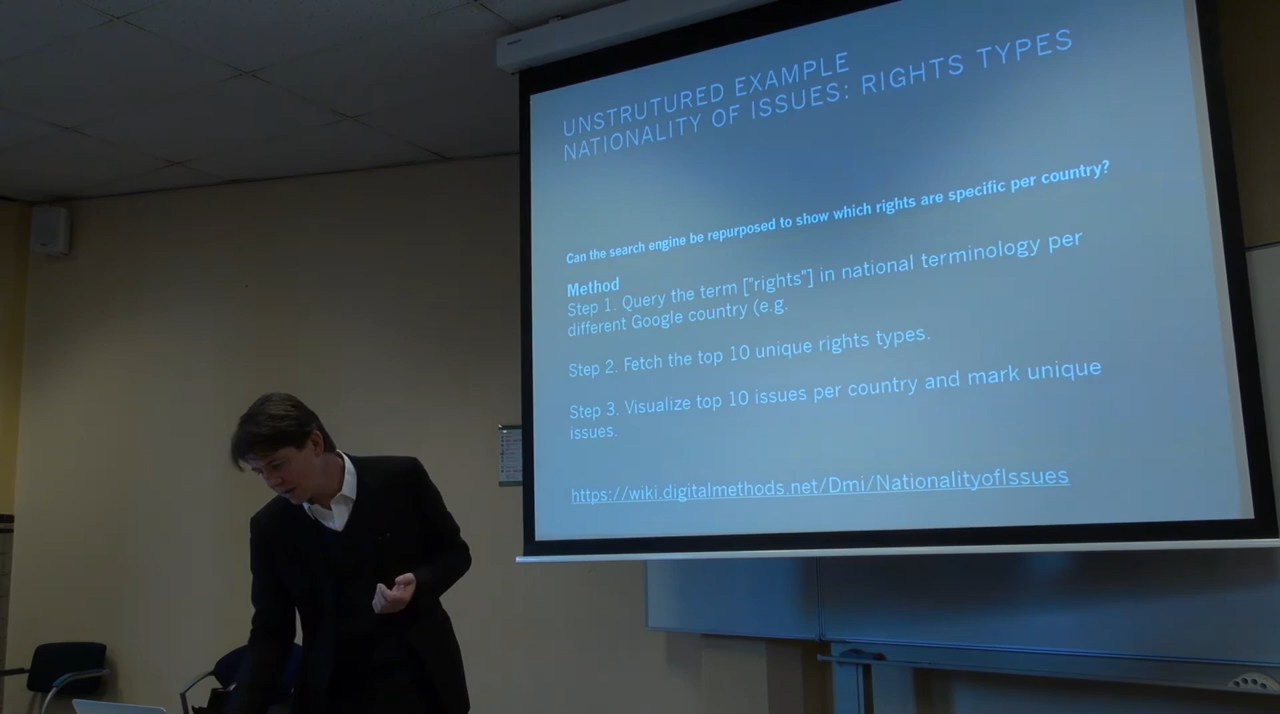 UNSTRUTURED EXAMPLE
NATIONALITY OF ISSUES: RIGHTS TYPES
Can the search engine be repurposed to show which rights are specific per country?
Method
Step 1. Query the term ["rights"] in national terminology per
different Google country (e.g.
Step 2. Fetch the top 10 unique rights types.
Step 3. Visualize top 10 issues per country and mark unique
issues.
https://wiki.digitalmethods.net/Dmi/NationalityofIssues